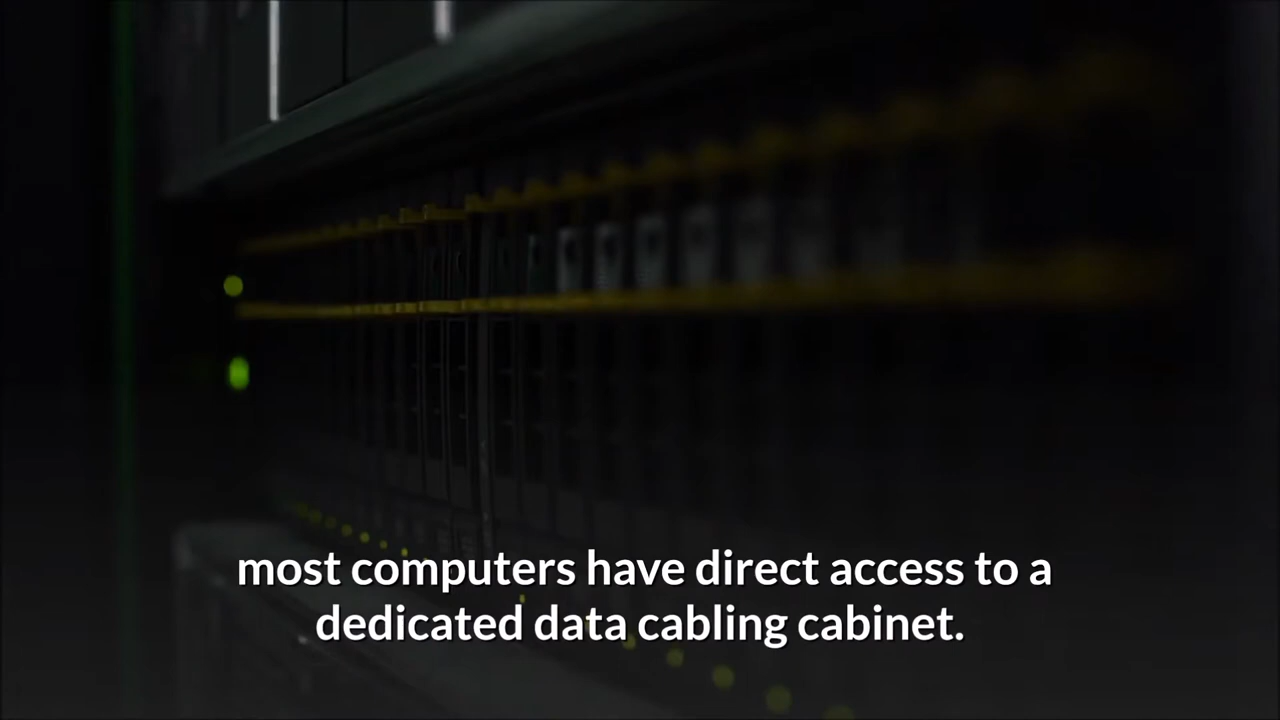 most computers have direct access to a
dedicated data cabling cabinet.